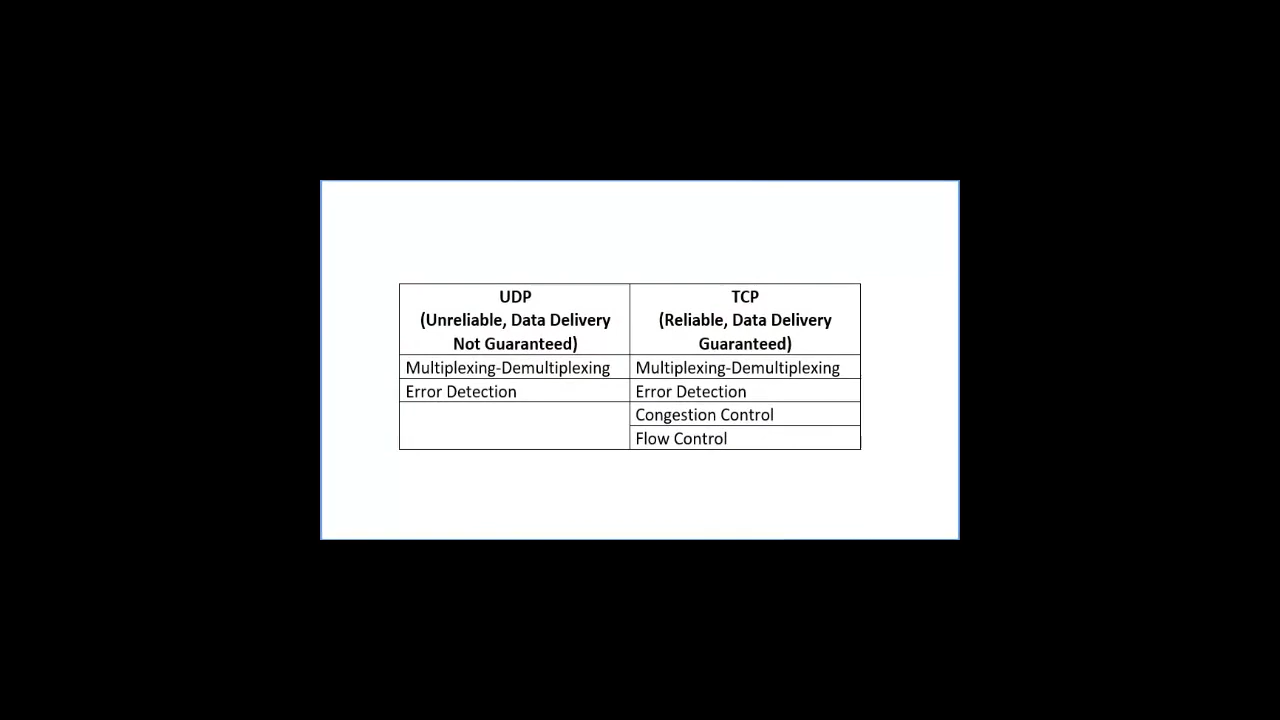 UDP
(Unreliable, Data Delivery
Not Guaranteed)
TCP
(Reliable, Data Delivery
Guaranteed)
Multiplexing-Demultiplexing
Multiplexing-Demultiplexing
Error Detection
Error Detection
Congestion Control
Flow Control